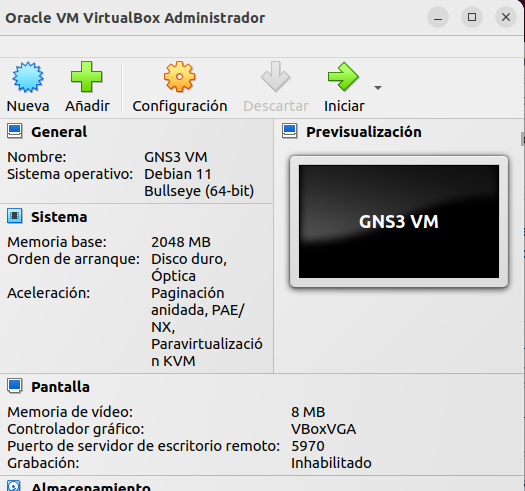 Oracle VM VirtualBox Administrador
Nueva Añadir Configuración Descartar Iniciar
General
Nombre: GNS3 VM
Sistema operativo: Debian 11
Bullseye (64-bit)
Previsualización
GNS3 VM
Sistema
Memoria base: 2048 MB
Orden de arranque: Disco duro,
Óptica
Aceleración: Paginación
anidada, PAE/
NX,
Paravirtualizació
n KVM
Pantalla
Memoria de vídeo: 8 MB
Controlador gráfico: VBoxVGA
Puerto de servidor de escritorio remoto: 5970
Grabación: Inhabilitado
Almacenamiento